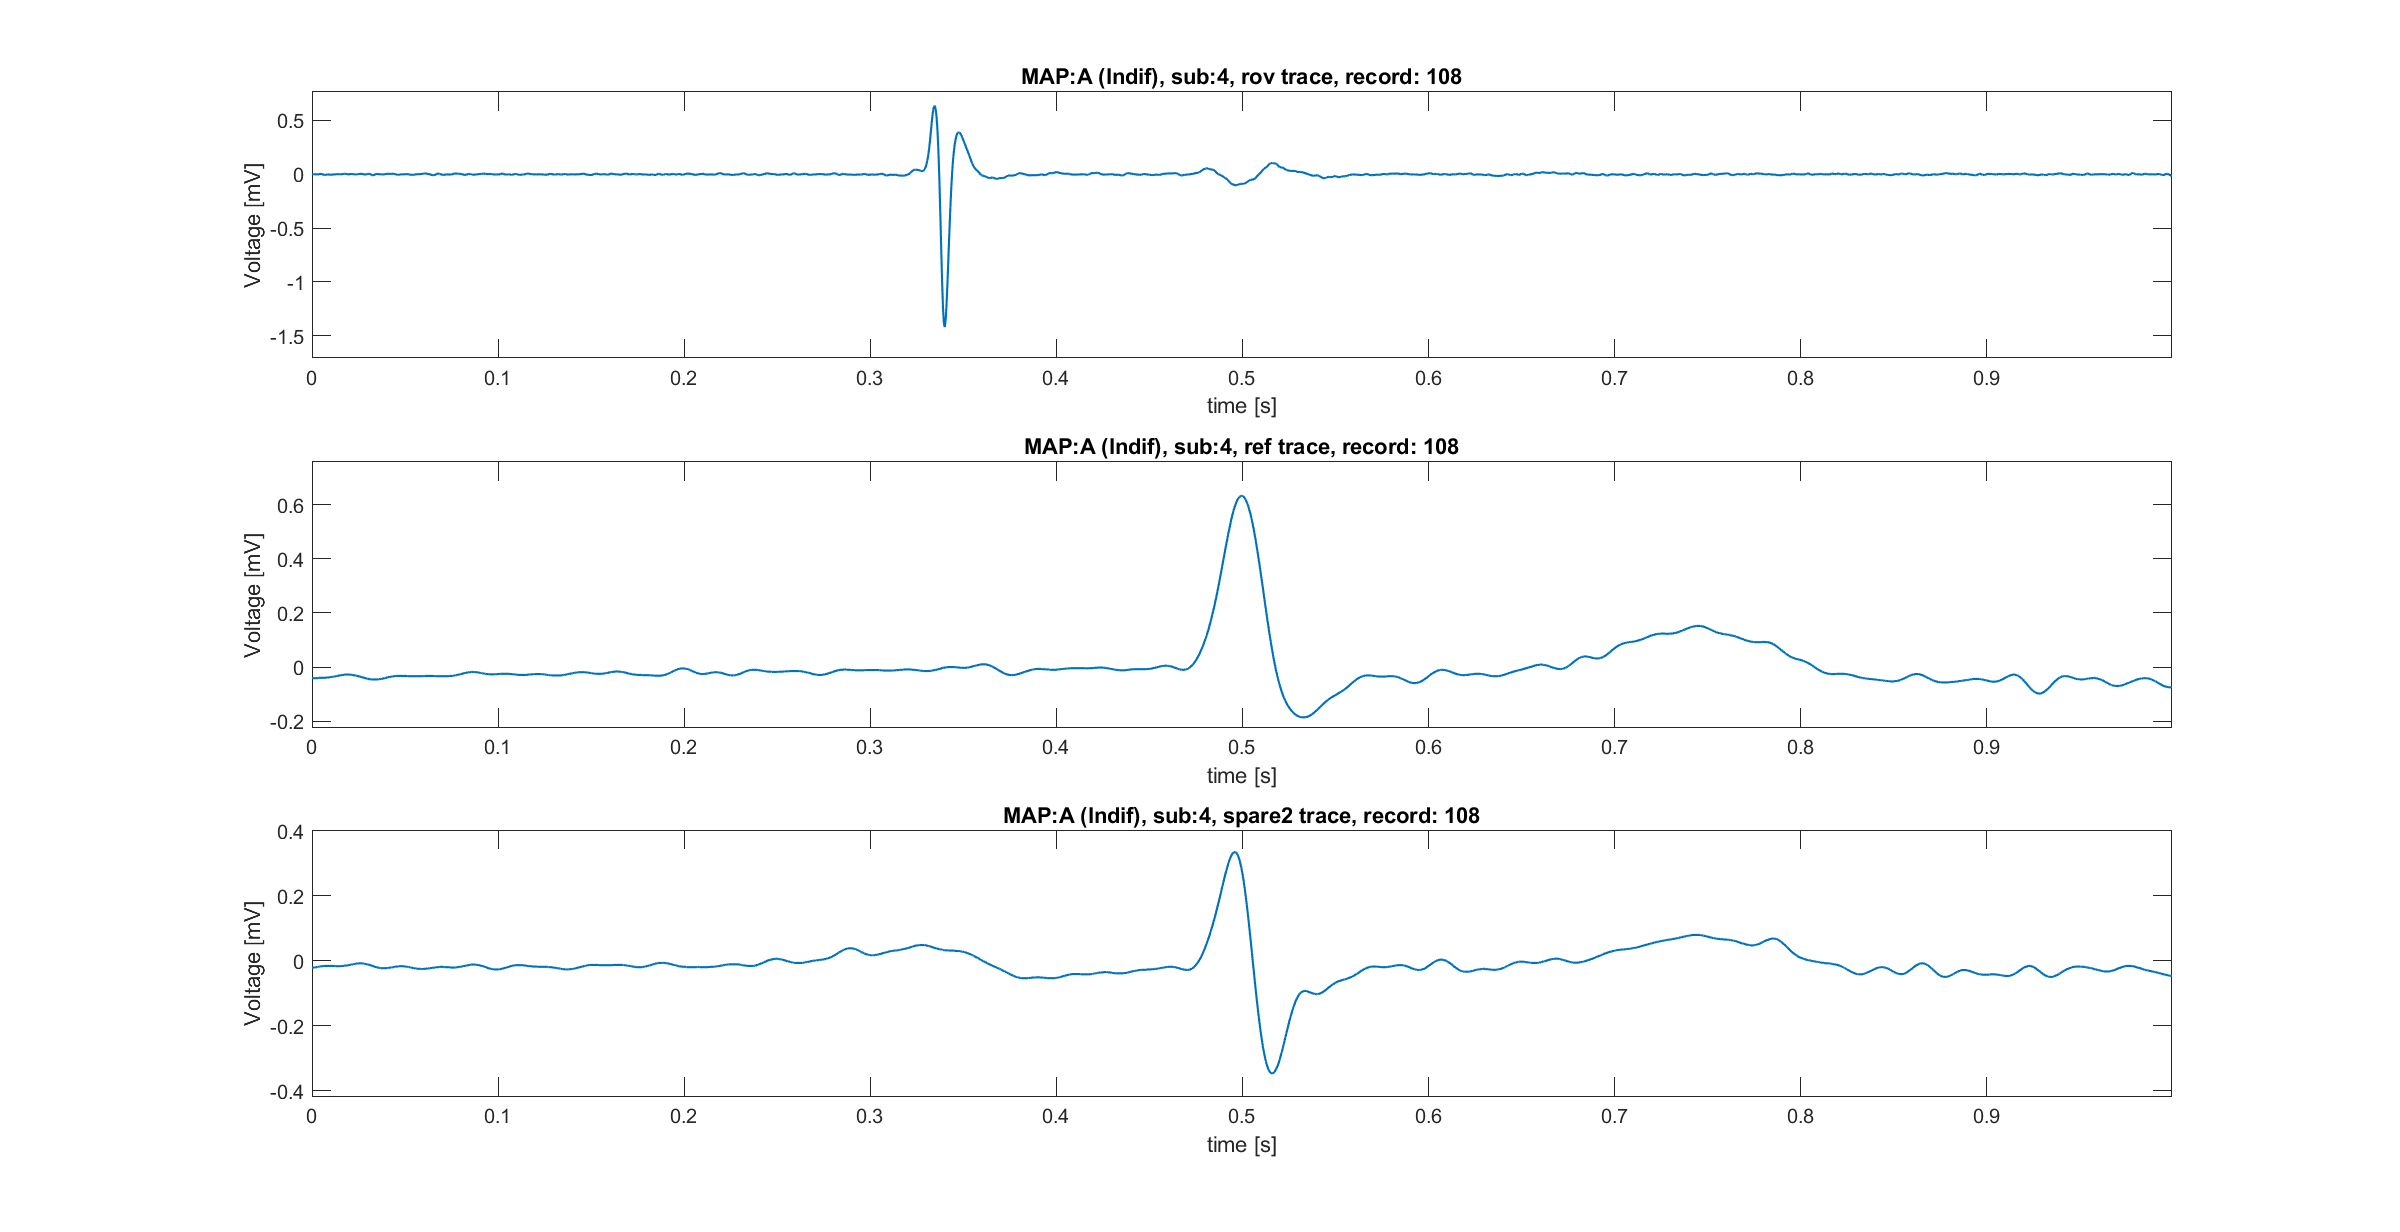 MAP:A (Indif), sub:4, rov trace, record: 108
Voltage [mV]
0.5
0
-0.5
-1
-1.5
0 0.1 0.2 0.3 0.4 0.5 0.6 0.7 0.8 0.9
time [s]
MAP:A (Indif), sub:4, ref trace, record: 108
Voltage [mV]
0.6
0.4
0.2
0
-0.2
0 0.1 0.2 0.3 0.4 0.5 0.6 0.7 0.8 0.9
time [s]
MAP:A (Indif), sub:4, spare2 trace, record: 108
Voltage [mV]
0.4
0.2
0
-0.2
-0.4
0 0.1 0.2 0.3 0.4 0.5 0.6 0.7 0.8 0.9
time [s]